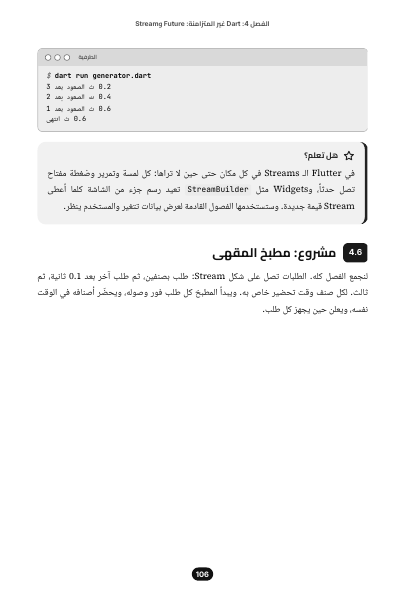 الفصل 4: Dart غير المتزامنة: Future وStreams
الطرفية
$ dart run generator.dart
0.2 ث الصعود بعد 3
0.4 ث الصعود بعد 2
0.6 ث الصعود بعد 1
0.6 ث انتهى
هل تعلم؟
في Flutter الـ Streams في كل مكان حتى حين لا تراها: كل لمسة وتمرير وضغطة مفتاح
تصل حدثاً، وWidgets مثل StreamBuilder تعيد رسم جزء من الشاشة كلما أعطى
Stream قيمة جديدة. وستستخدمها الفصول القادمة لعرض بيانات تتغير والمستخدم ينظر.
4.6 مشروع: مطبخ المقهى
لنجمع الفصل كله. الطلبات تصل على شكل Stream: طلب بصنفين، ثم طلب آخر بعد 0.1 ثانية، ثم
ثالث. لكل صنف وقت تحضير خاص به. ويبدأ المطبخ كل طلب فور وصوله، ويحضّر أصنافه في الوقت
نفسه، ويعلن حين يجهز كل طلب.
106